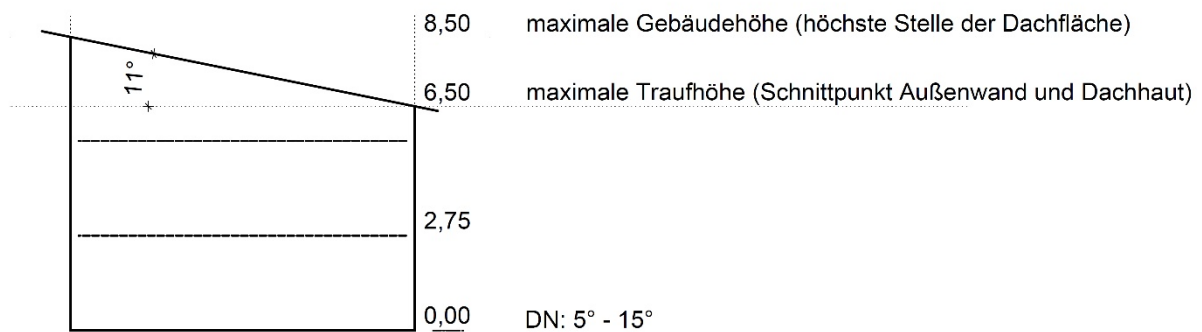 8,50 maximale Gebäudehöhe (höchste Stelle der Dachfläche)
11°
6,50 maximale Traufhöhe (Schnittpunkt Außenwand und Dachhaut)
2,75
0,00 DN: 5° - 15°